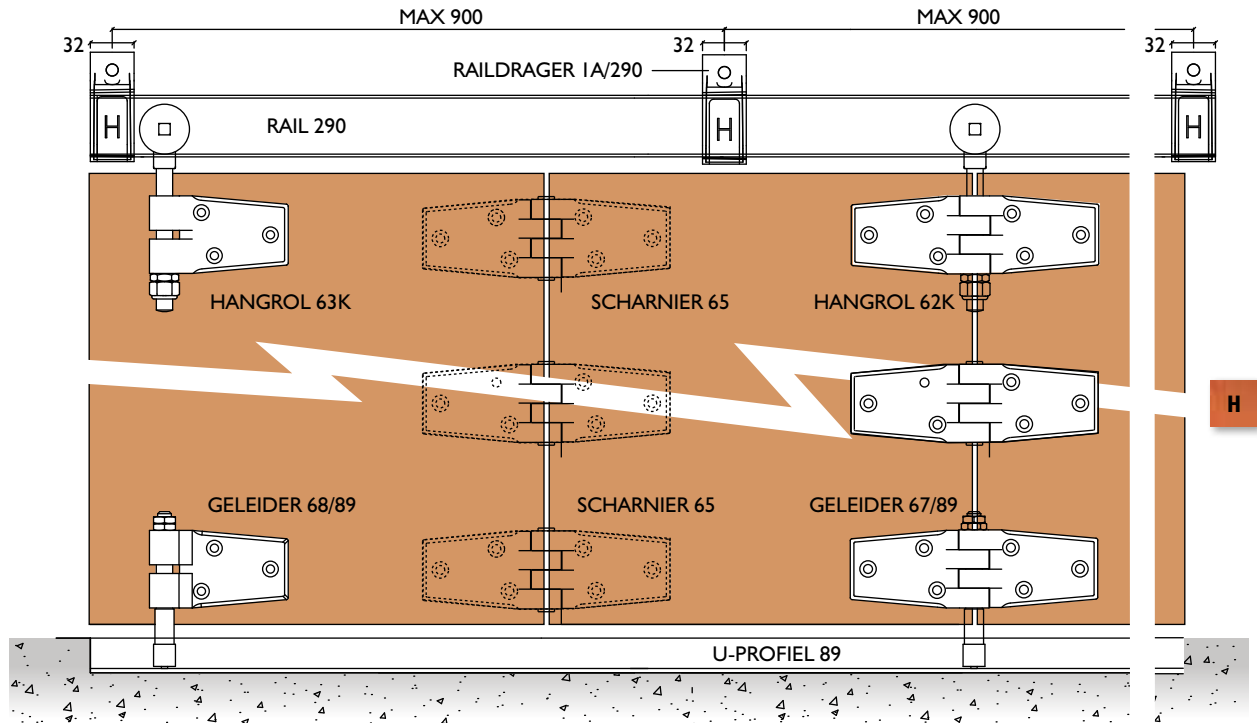 MAX 900
MAX 900
32
32
32
RAILDRAGER 1A/290
RAIL 290
H
H
H
HANGROL 63K
SCHARNIER 65
HANGROL 62K
H
GELEIDER 68/89
SCHARNIER 65
GELEIDER 67/89
U-PROFIEL 89